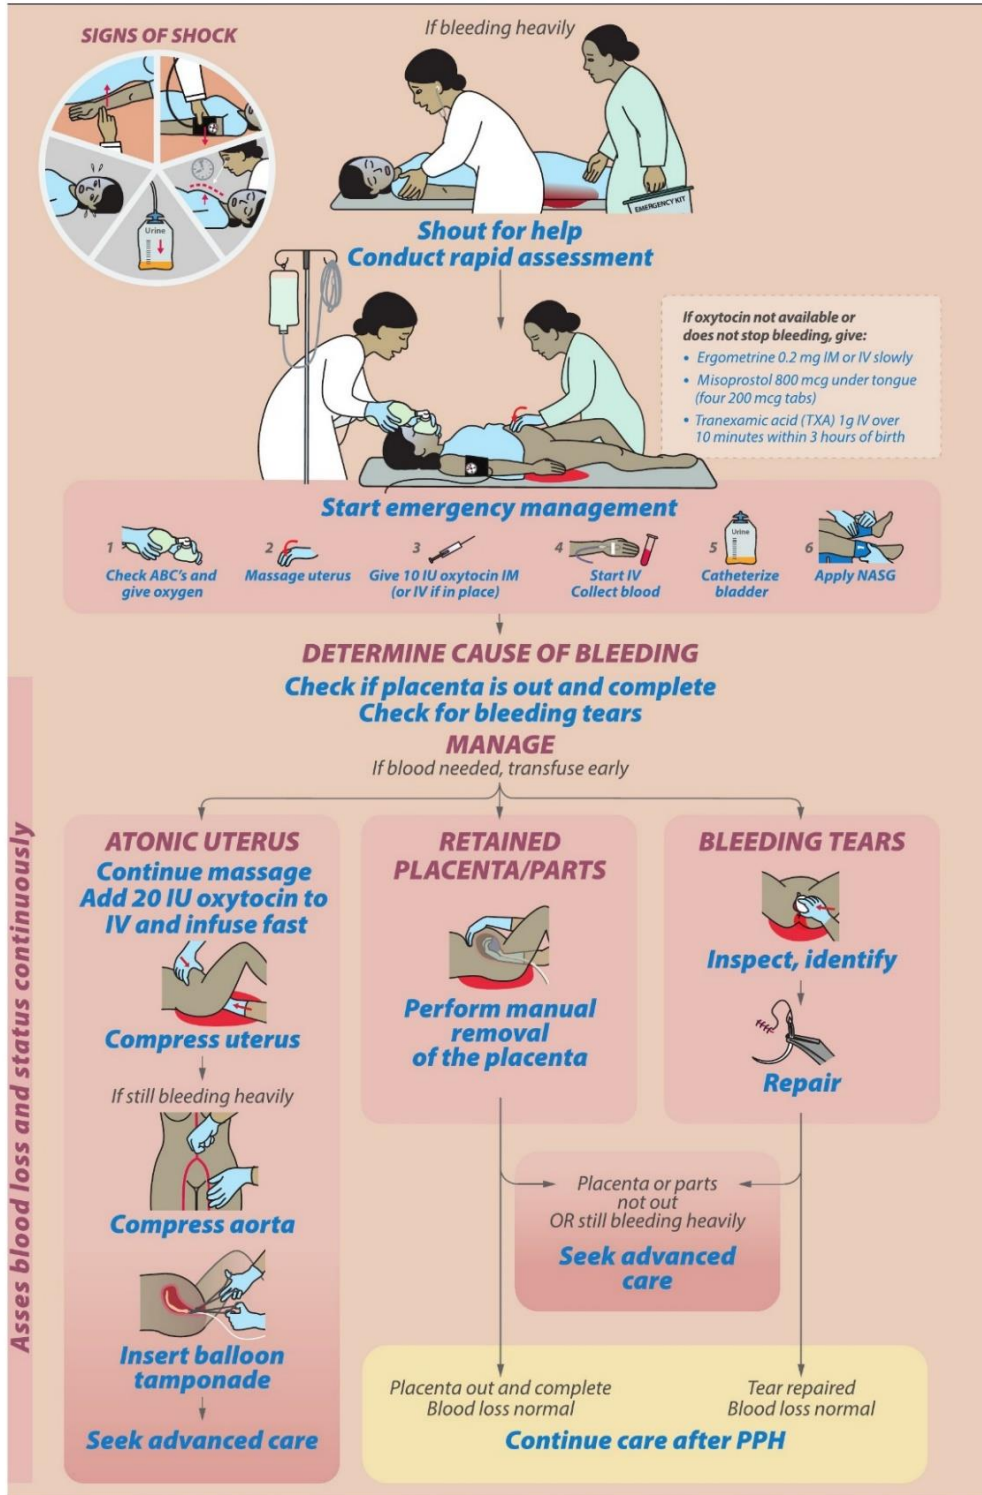 SIGNS OF SHOCK
Urine
If bleeding heavily
EMERGENCY KIT
Shout for help
Conduct rapid assessment
If oxytocin not available or
does not stop bleeding, give:
• Ergometrine 0.2 mg IM or IV slowly
• Misoprostol 800 mcg under tongue
(four 200 mcg tabs)
• Tranexamic acid (TXA) 1g IV over
10 minutes within 3 hours of birth
Start emergency management
1
Check ABC's and
give oxygen
2
Massage uterus
3
Give 10 IU oxytocin IM
(or IV if in place)
4
Start IV
Collect blood
5
Urine
Catheterize
bladder
6
Apply NASG
DETERMINE CAUSE OF BLEEDING
Check if placenta is out and complete
Check for bleeding tears
MANAGE
If blood needed, transfuse early
Asses blood loss and status continuously
ATONIC UTERUS
Continue massage
Add 20 IU oxytocin to
IV and infuse fast
Compress uterus
If still bleeding heavily
Compress aorta
Insert balloon
tamponade
Seek advanced care
RETAINED
PLACENTA/PARTS
Perform manual
removal
of the placenta
BLEEDING TEARS
Inspect, identify
Repair
Placenta or parts
not out
OR still bleeding heavily
Seek advanced
care
Placenta out and complete
Blood loss normal
Tear repaired
Blood loss normal
Continue care after PPH